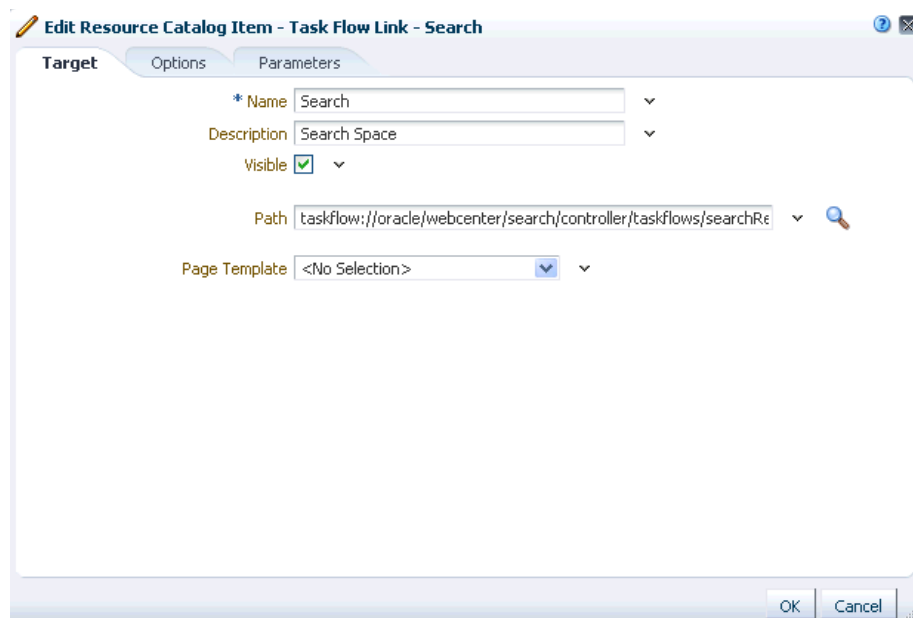 Edit Resource Catalog Item - Task Flow Link - Search
Target Options Parameters
* Name Search
Description Search Space
Visible
Path taskflow://oracle/webcenter/search/controller/taskflows/searchRe
Page Template <No Selection>
OK Cancel